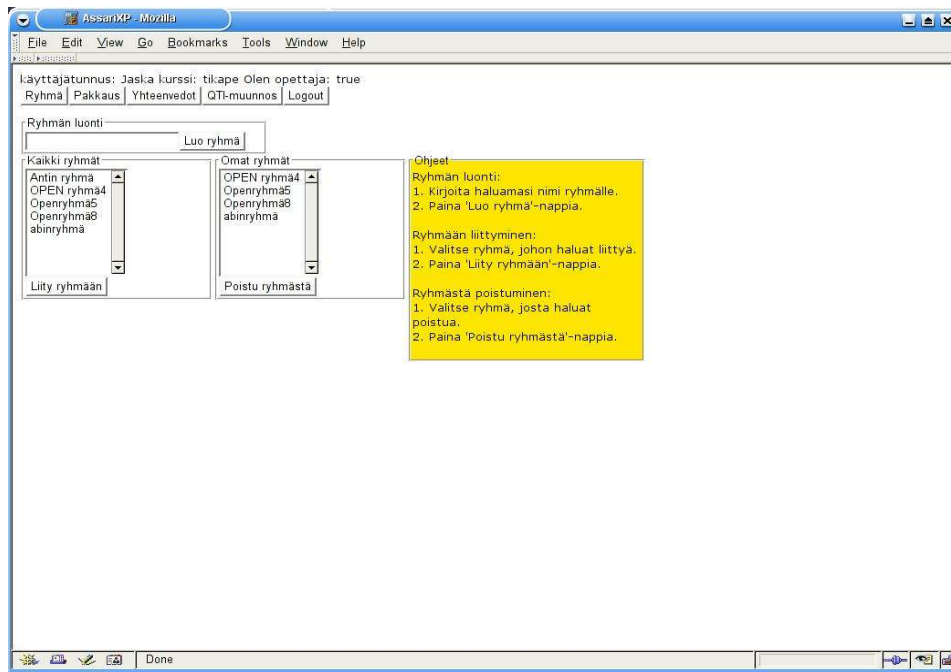 AssariXP - Mozilla
File Edit View Go Bookmarks Tools Window Help
käyttäjätunnus: Jaska kurssi: tikape Olen opettaja: true
Ryhmä Pakkaus Yhteenvedot QTI-muunnos Logout
Ryhmän luonti
Luo ryhmä
Kaikki ryhmät
Antin ryhmä
OPEN ryhmä4
Openryhmä5
Openryhmä8
abinryhmä
Liity ryhmään
Omat ryhmät
OPEN ryhmä4
Openryhmä5
Openryhmä8
abinryhmä
Poistu ryhmästä
Ohjeet
Ryhmän luonti:
1. Kirjoita haluamasi nimi ryhmälle.
2. Paina 'Luo ryhmä'-nappia.
Ryhmään liittyminen:
1. Valitse ryhmä, johon haluat liittyä.
2. Paina 'Liity ryhmään'-nappia.
Ryhmästä poistuminen:
1. Valitse ryhmä, josta haluat
poistua.
2. Paina 'Poistu ryhmästä'-nappia.
Done